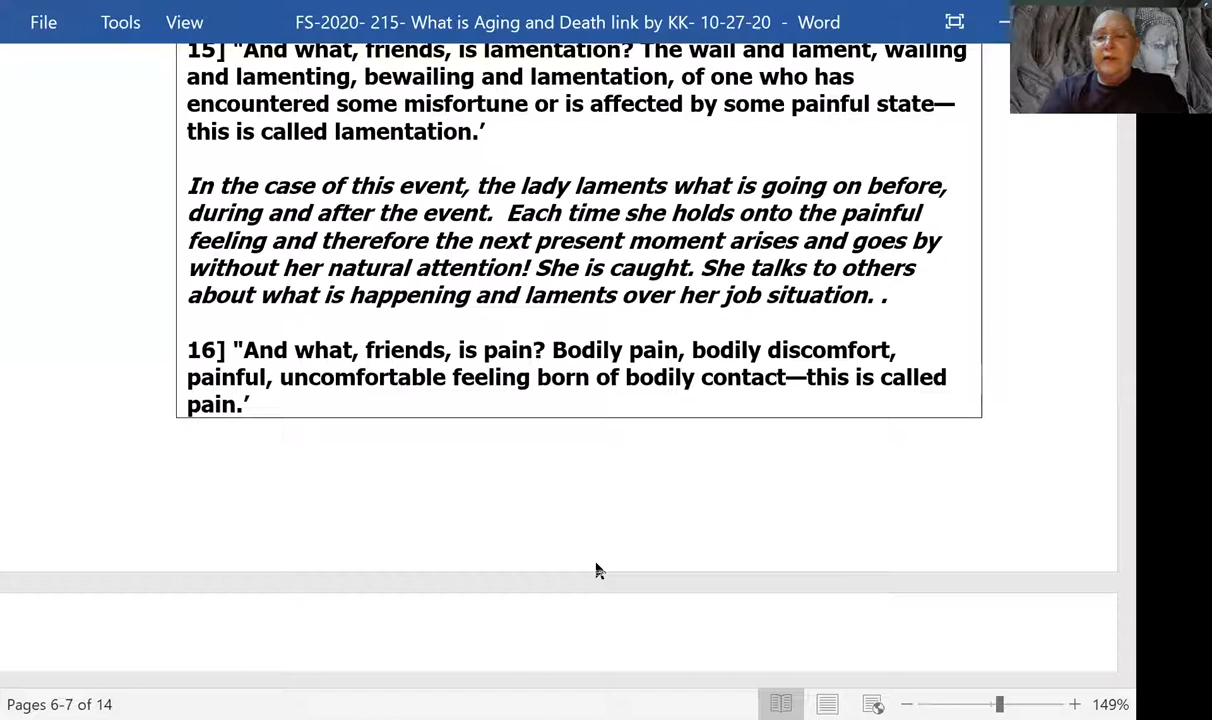 File Tools View FS-2020- 215- What is Aging and Death link by KK- 10-27-20 - Word
15] "And what, friends, is lamentation? The wail and lament, wailing
and lamenting, bewailing and lamentation, of one who has
encountered some misfortune or is affected by some painful state—
this is called lamentation.’
In the case of this event, the lady laments what is going on before,
during and after the event. Each time she holds onto the painful
feeling and therefore the next present moment arises and goes by
without her natural attention! She is caught. She talks to others
about what is happening and laments over her job situation. .
16] "And what, friends, is pain? Bodily pain, bodily discomfort,
painful, uncomfortable feeling born of bodily contact—this is called
pain.’
Pages 6-7 of 14 149%